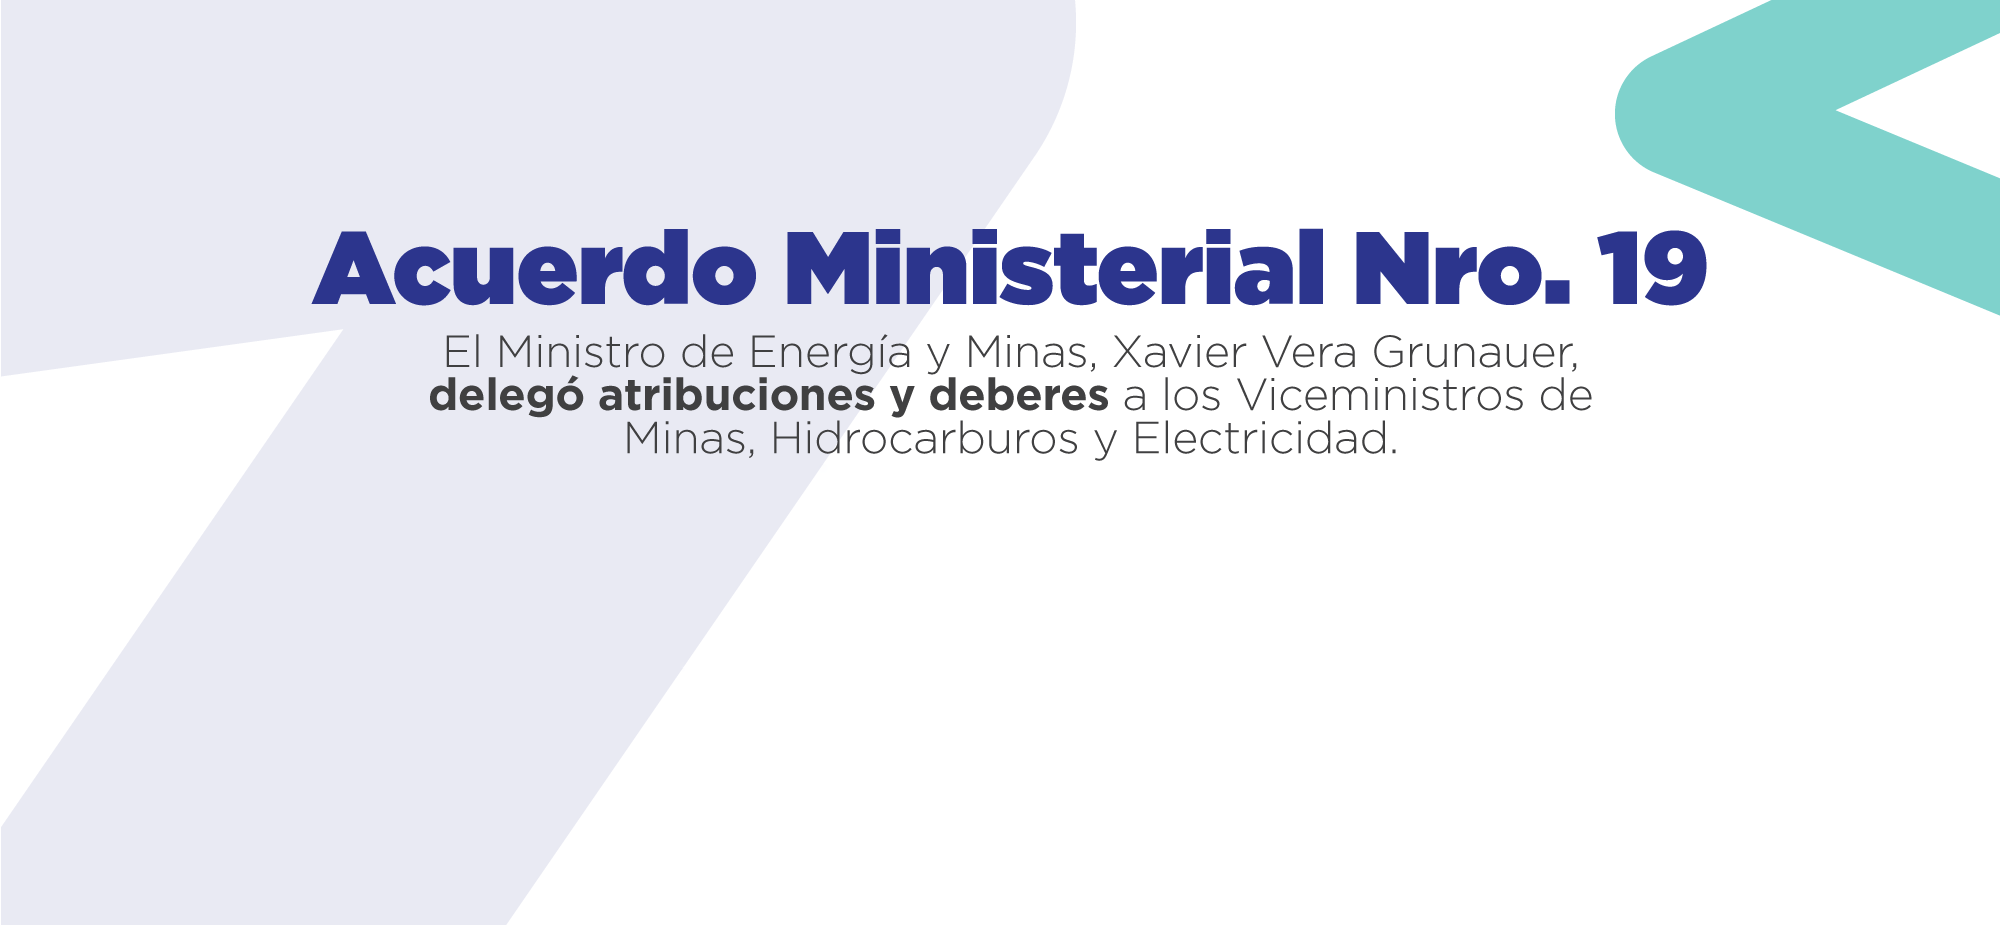 Acuerdo Ministerial Nro. 19
El Ministro de Energía y Minas, Xavier Vera Grunauer,
delegó atribuciones y deberes a los Viceministros de
Minas, Hidrocarburos y Electricidad.